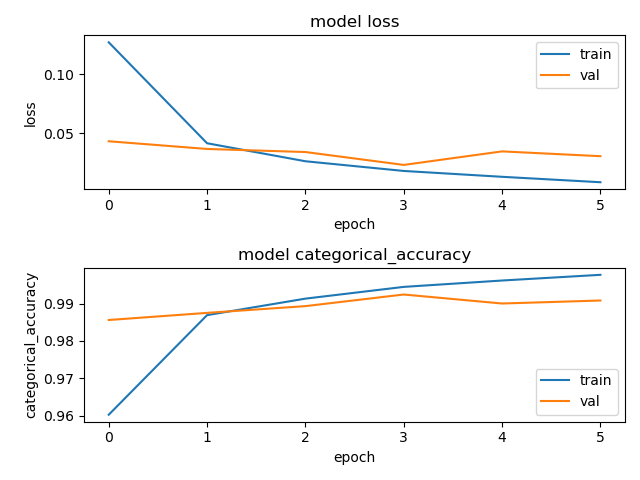 model loss
train
val
0.10
0.05
loss
0 1 2 3 4 5
epoch
model categorical_accuracy
0.99
0.98
0.97
0.96
categorical_accuracy
train
val
0 1 2 3 4 5
epoch